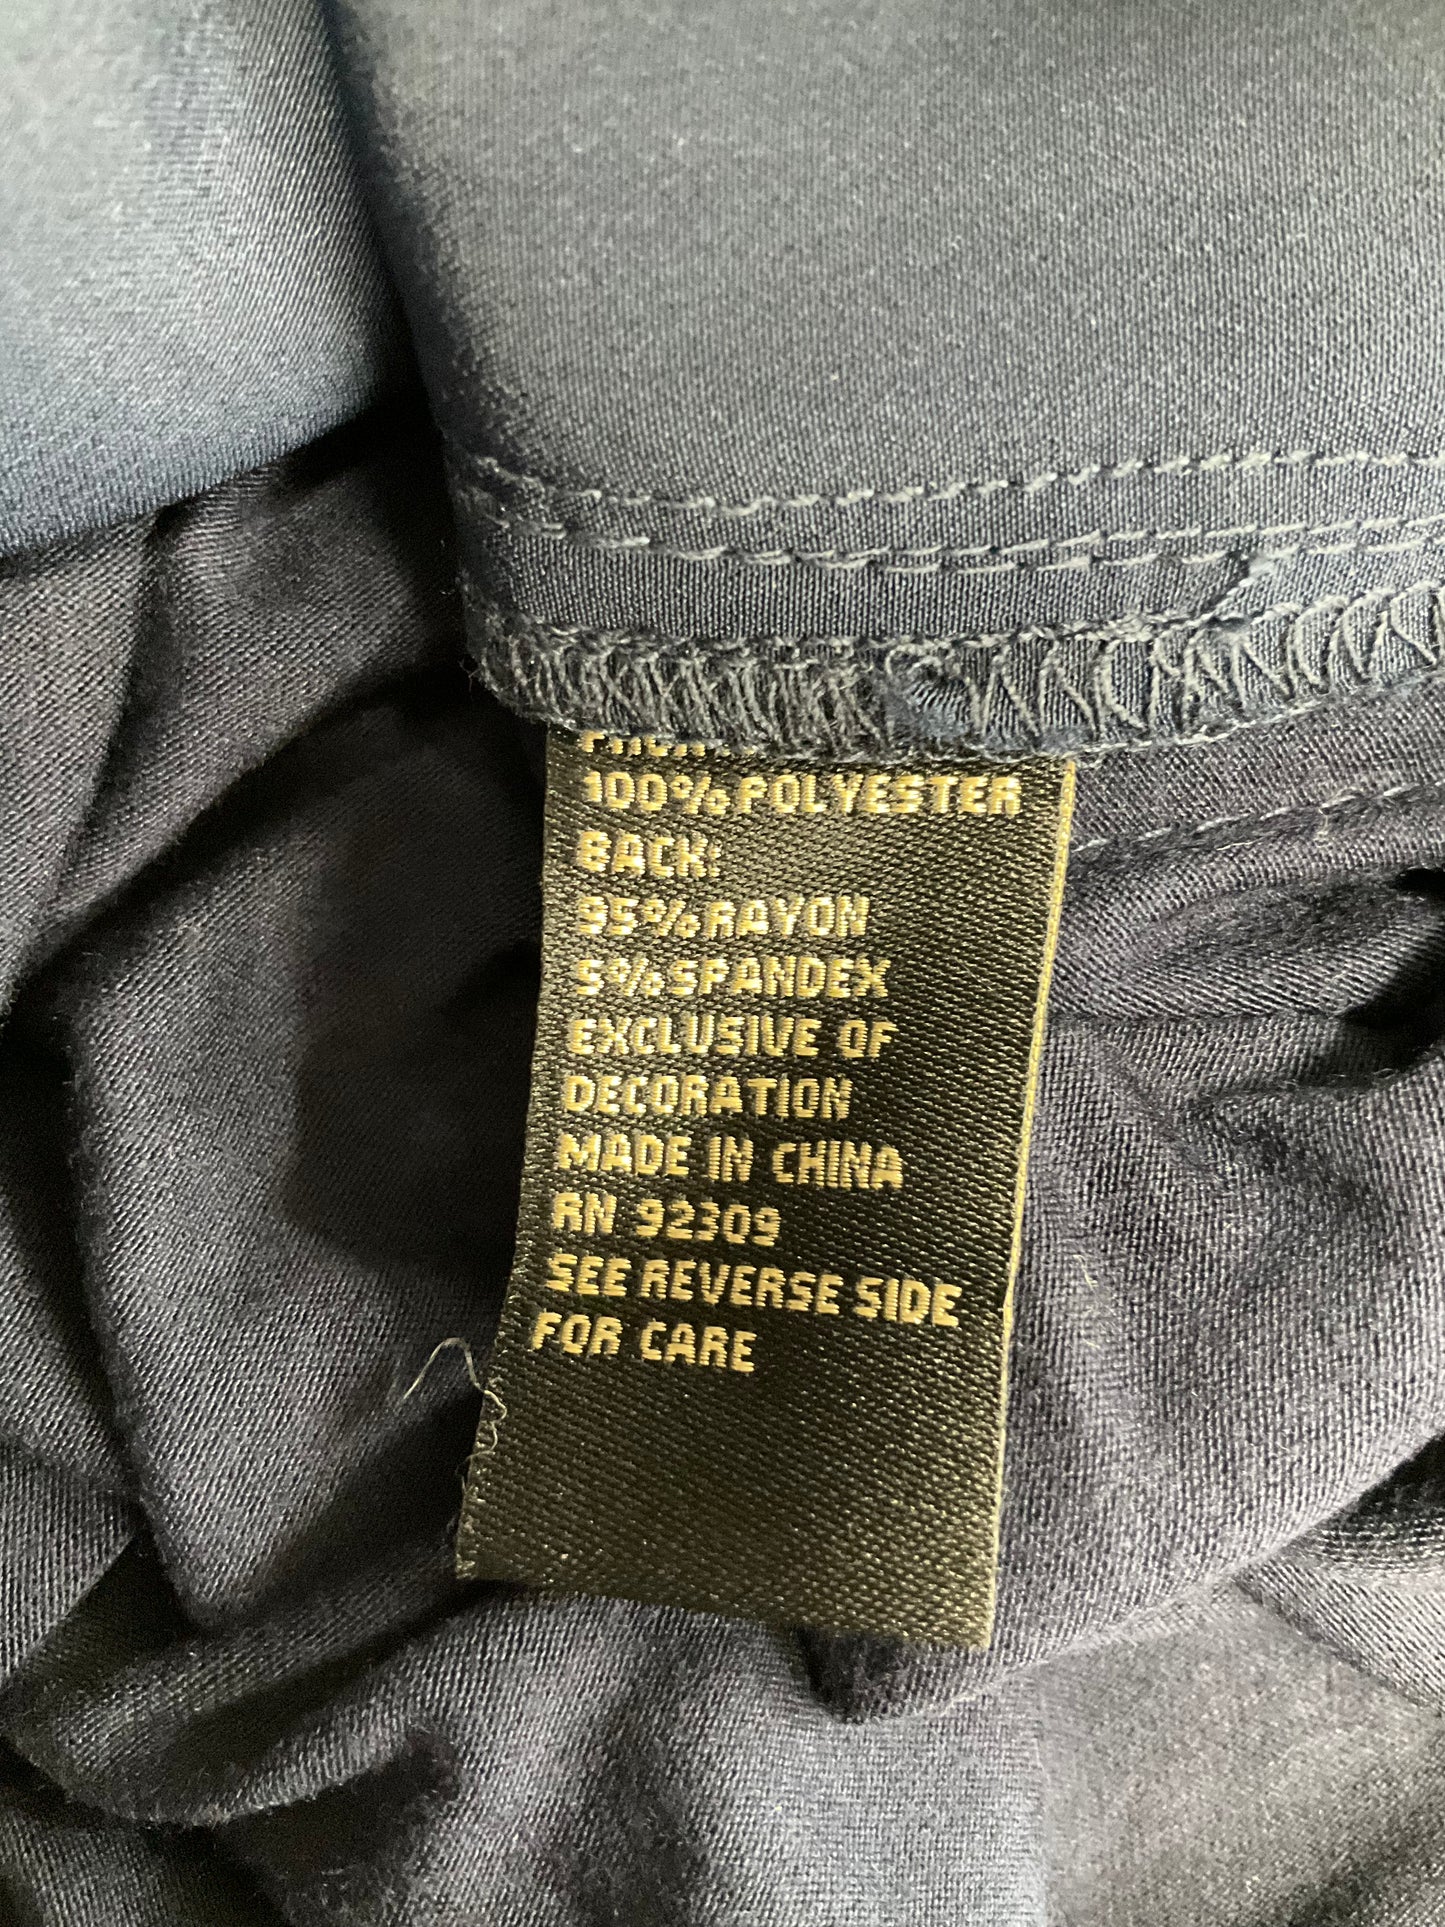 100% POLYESTER
BACK:
95% RAYON
5% SPANDEX
EXCLUSIVE OF
DECORATION
MADE IN CHINA
RN 92309
SEE REVERSE SIDE
FOR CARE